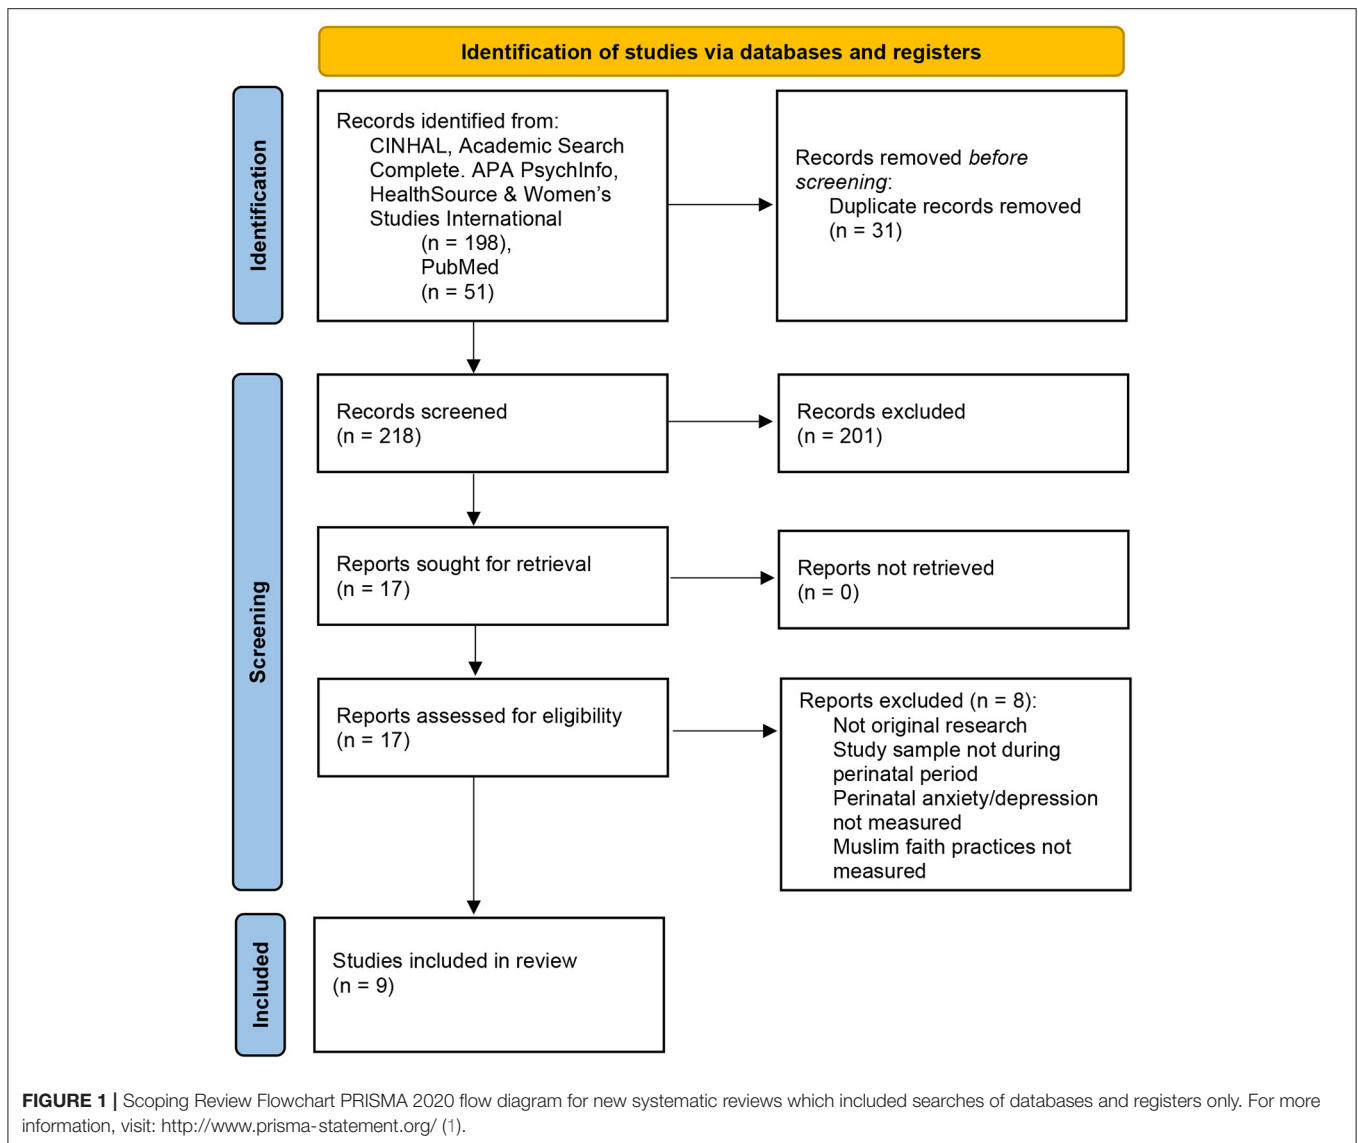 Identification of studies via databases and registers
Identification
Records identified from:
CINHAL, Academic Search
Complete. APA PsychInfo,
HealthSource & Women's
Studies International
(n = 198),
PubMed
(n = 51)
Records removed before
screening:
Duplicate records removed
(n = 31)
Screening
Records screened
(n = 218)
Records excluded
(n = 201)
Reports sought for retrieval
(n = 17)
Reports not retrieved
(n = 0)
Reports assessed for eligibility
(n = 17)
Reports excluded (n = 8):
Not original research
Study sample not during
perinatal period
Perinatal anxiety/depression
not measured
Muslim faith practices not
measured
Included
Studies included in review
(n = 9)
FIGURE 1 | Scoping Review Flowchart PRISMA 2020 flow diagram for new systematic reviews which included searches of databases and registers only. For more
information, visit: http://www.prisma-statement.org/ (1).